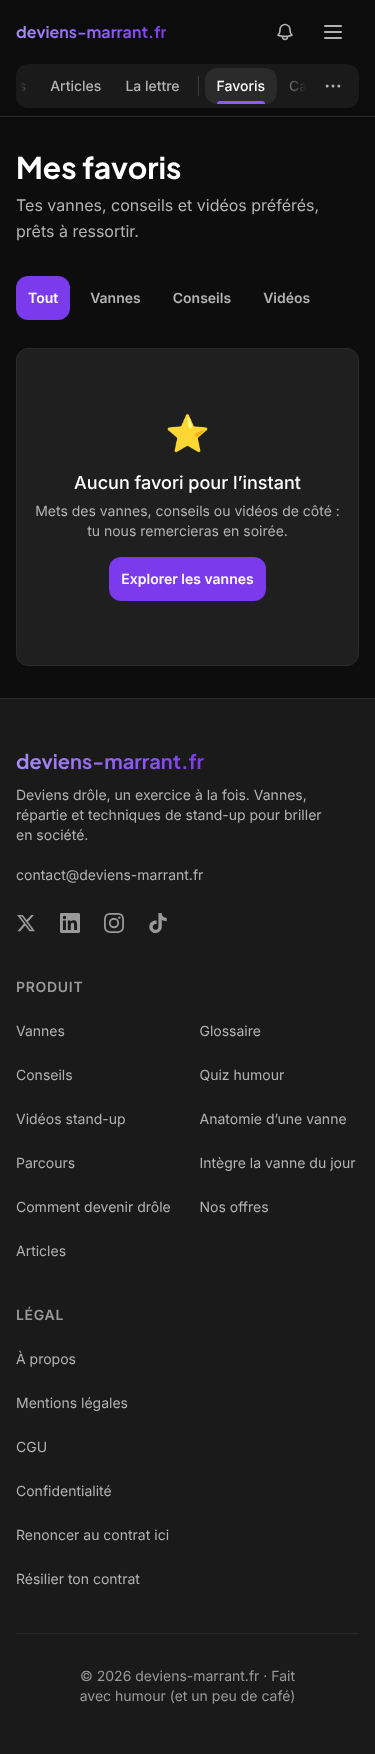 deviens-marrant.fr
Articles La lettre Favoris
Mes favoris
Tes vannes, conseils et vidéos préférés,
prêts à ressortir.
Tout Vannes Conseils Vidéos
Aucun favori pour l’instant
Mets des vannes, conseils ou vidéos de côté :
tu nous remercieras en soirée.
Explorer les vannes
deviens-marrant.fr
Deviens drôle, un exercice à la fois. Vannes,
répartie et techniques de stand-up pour briller
en société.
contact@deviens-marrant.fr
PRODUIT
Vannes
Conseils
Vidéos stand-up
Parcours
Comment devenir drôle
Articles
Glossaire
Quiz humour
Anatomie d’une vanne
Intègre la vanne du jour
Nos offres
LÉGAL
À propos
Mentions légales
CGU
Confidentialité
Renoncer au contrat ici
Résilier ton contrat
© 2026 deviens-marrant.fr · Fait
avec humour (et un peu de café)